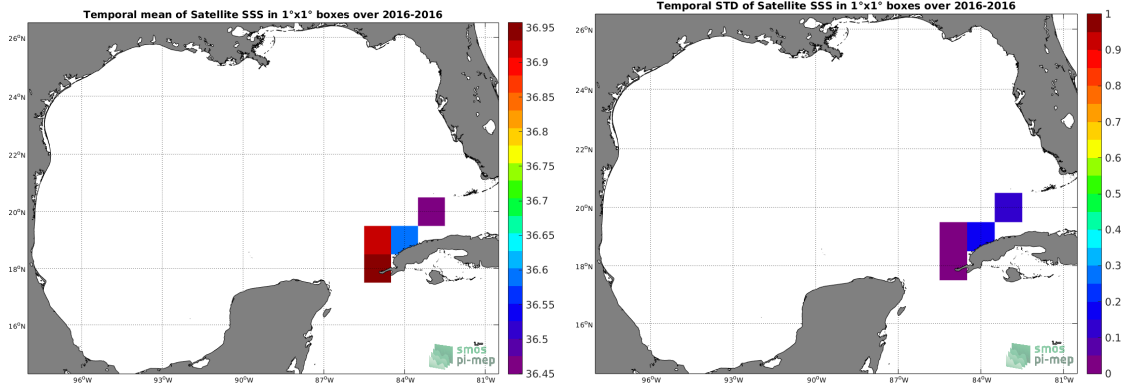 Temporal mean of Satellite SSS in 1°x1° boxes over 2016-2016
26°N
24°N
22°N
20°N
18°N
16°N
14°N
96°W
93°W
90°W
87°W
84°W
81°W
36.95
36.9
36.85
36.8
36.75
36.7
36.65
36.6
36.55
36.5
36.45
smos
pi-mep
Temporal STD of Satellite SSS in 1°x1° boxes over 2016-2016
26°N
24°N
22°N
20°N
18°N
16°N
14°N
96°W
93°W
90°W
87°W
84°W
81°W
1
0.9
0.8
0.7
0.6
0.5
0.4
0.3
0.2
0.1
0
smos
pi-mep